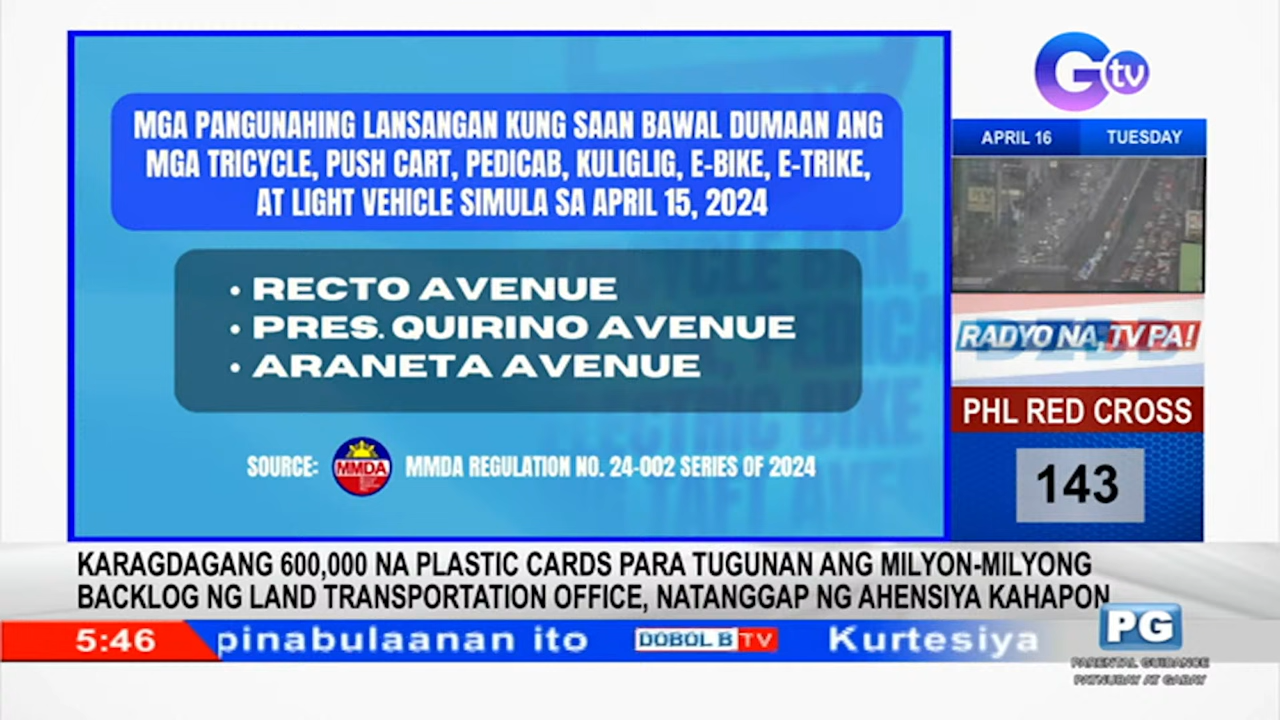 MGA PANGUNAHING LANSANGAN KUNG SAAN BAWAL DUMAAN ANG
MGA TRICYCLE, PUSH CART, PEDICAB, KULIGLIG, E-BIKE, E-TRIKE,
AT LIGHT VEHICLE SIMULA SA APRIL 15, 2024
• RECTO AVENUE
• PRES. QUIRINO AVENUE
• ARANETA AVENUE
SOURCE: MMDA MMDA REGULATION NO. 24-002 SERIES OF 2024
G tv
APRIL 16 TUESDAY
RADYO NA, TV PA!
PHL RED CROSS
143
KARAGDAGANG 600,000 NA PLASTIC CARDS PARA TUGUNAN ANG MILYON-MILYONG
BACKLOG NG LAND TRANSPORTATION OFFICE, NATANGGAP NG AHENSIYA KAHAPON
5:46 pinabulaanan ito DOBOL B TV Kurtesiya
PG
PARENTAL GUIDANCE
PATNUBAY AT GABAY